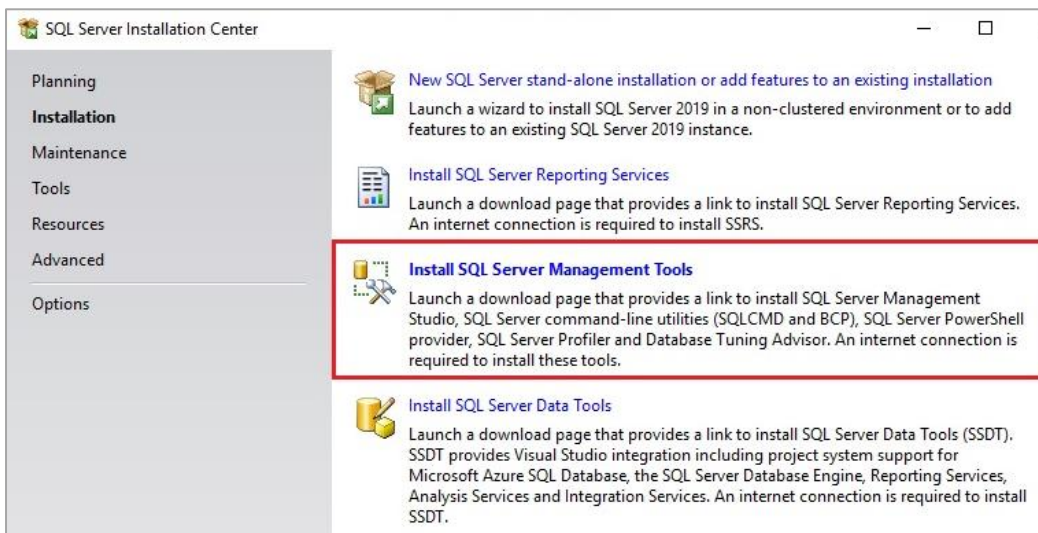 SQL Server Installation Center
Planning
Installation
Maintenance
Tools
Resources
Advanced
Options
New SQL Server stand-alone installation or add features to an existing installation
Launch a wizard to install SQL Server 2019 in a non-clustered environment or to add
features to an existing SQL Server 2019 instance.
Install SQL Server Reporting Services
Launch a download page that provides a link to install SQL Server Reporting Services.
An internet connection is required to install SSRS.
Install SQL Server Management Tools
Launch a download page that provides a link to install SQL Server Management
Studio, SQL Server command-line utilities (SQLCMD and BCP), SQL Server PowerShell
provider, SQL Server Profiler and Database Tuning Advisor. An internet connection is
required to install these tools.
Install SQL Server Data Tools
Launch a download page that provides a link to install SQL Server Data Tools (SSDT).
SSDT provides Visual Studio integration including project system support for
Microsoft Azure SQL Database, the SQL Server Database Engine, Reporting Services,
Analysis Services and Integration Services. An internet connection is required to install
SSDT.